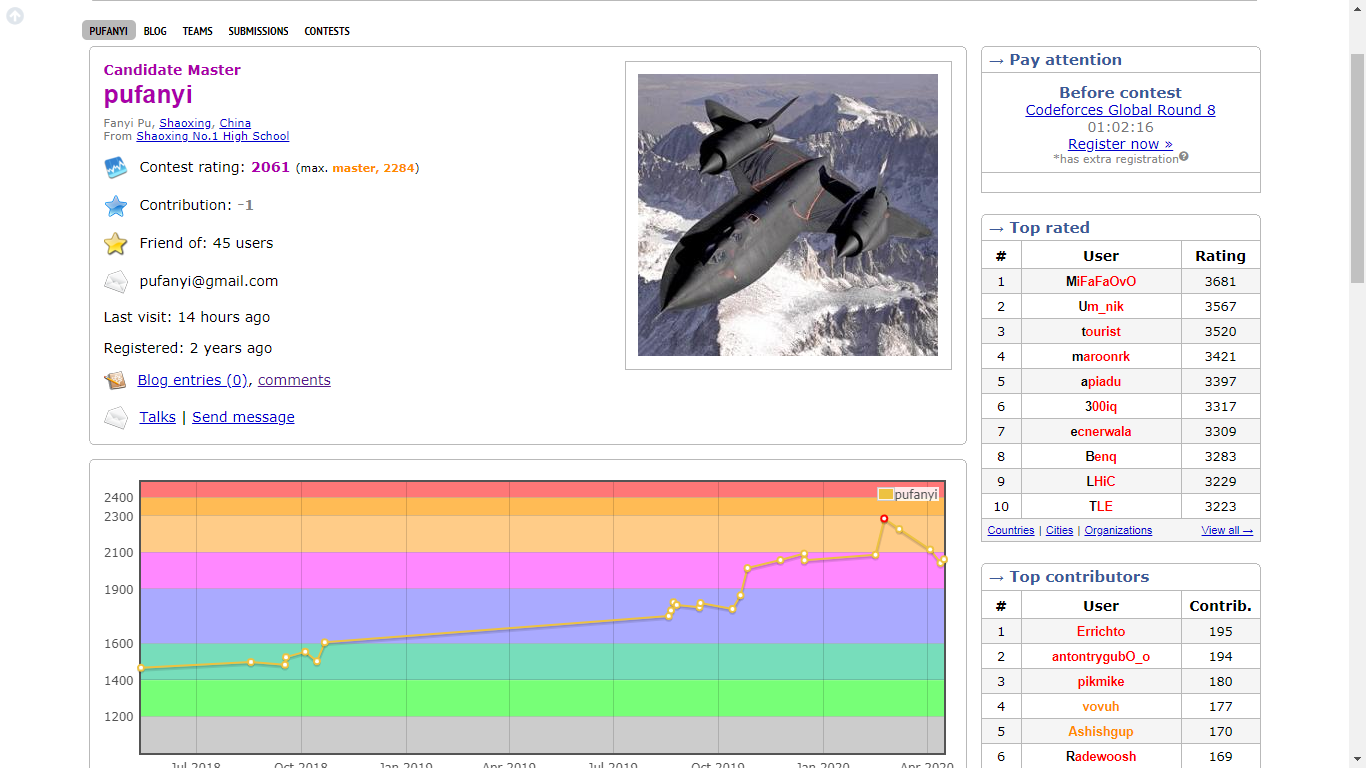 PUFANYI BLOG TEAMS SUBMISSIONS CONTESTS
Candidate Master
pufanyi
Fanyi Pu, Shaoxing, China
From Shaoxing No.1 High School
Contest rating: 2061 (max. master, 2284)
Contribution: -1
Friend of: 45 users
pufanyi@gmail.com
Last visit: 14 hours ago
Registered: 2 years ago
Blog entries (0), comments
Talks | Send message
pufanyi
2400
2300
2100
1900
1600
1400
1200
Jul 2018 Oct 2018 Jan 2019 Apr 2019 Jul 2019 Oct 2019 Jan 2020 Apr 2020
→ Pay attention
Before contest
Codeforces Global Round 8
01:02:16
Register now »
*has extra registration?
→ Top rated
# User Rating
1 MiFaFaOvO 3681
2 Um_nik 3567
3 tourist 3520
4 maroonrk 3421
5 apiadu 3397
6 300iq 3317
7 ecnerwala 3309
8 Benq 3283
9 LHiC 3229
10 TLE 3223
Countries | Cities | Organizations View all →
→ Top contributors
# User Contrib.
1 Errichto 195
2 antontrygubO_o 194
3 pikmike 180
4 vovuh 177
5 Ashishgup 170
6 Radewoosh 169